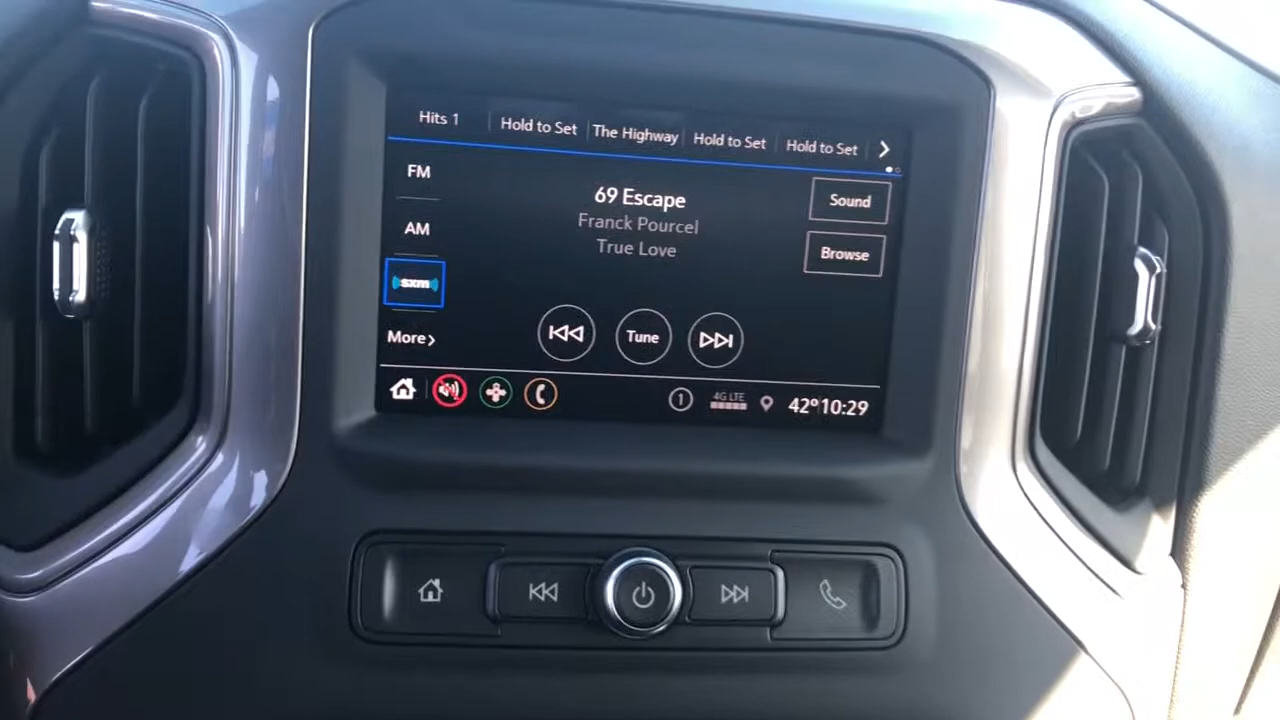 Hits 1
Hold to Set
The Highway
Hold to Set
Hold to Set
FM
AM
sxm
More
69 Escape
Franck Pourcel
True Love
Sound
Browse
Tune
1
4G LTE
42° 10:29